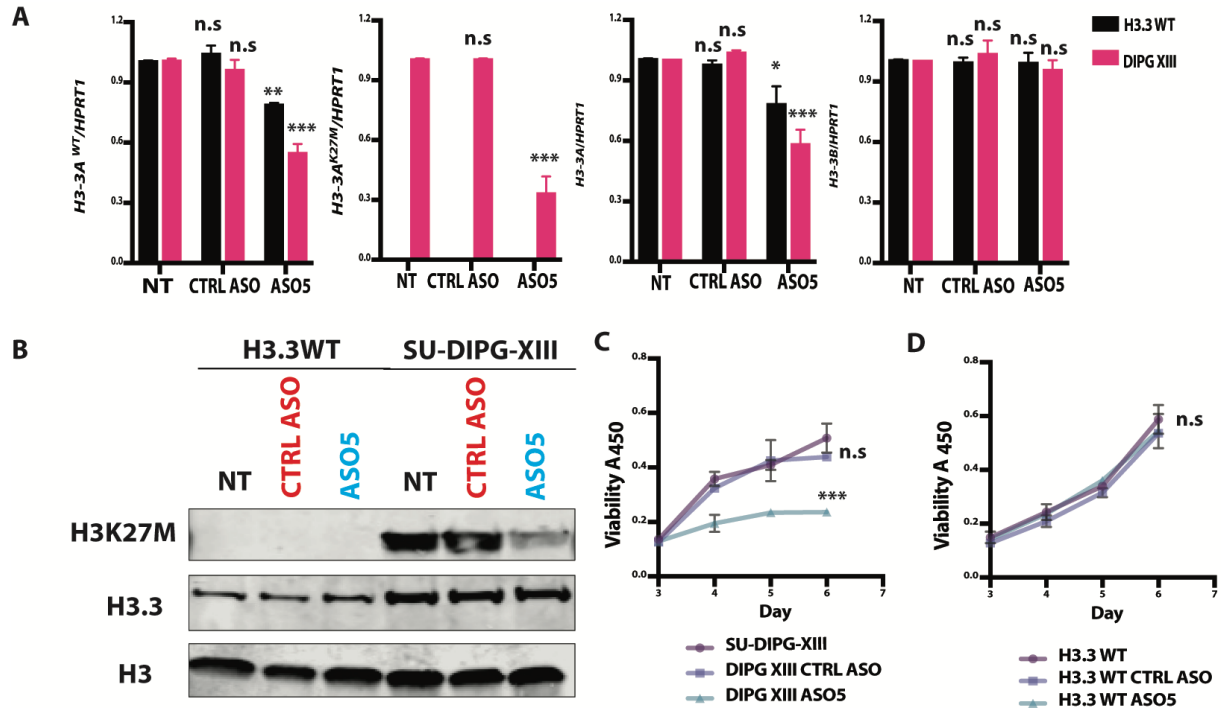 A
H3-3A WT/HPRT1
1.2
0.9
0.6
0.3
0.0
n.s
n.s
**
***
NT CTRL ASO ASO5
H3-3A K27M/HPRT1
1.2
0.9
0.6
0.3
0.0
n.s
***
NT CTRL ASO ASO5
H3-3A/HPRT1
1.2
0.9
0.6
0.3
0.0
n.s
n.s
*
***
NT CTRL ASO ASO5
H3-3B/HPRT1
1.2
0.9
0.6
0.3
0.0
n.s
n.s
n.s
n.s
NT CTRL ASO ASO5
H3.3 WT
DIPG XIII
B
H3.3WT SU-DIPG-XIII
NT CTRL ASO ASO5 NT CTRL ASO ASO5
H3K27M
H3.3
H3
C
Viability A 450
0.8
0.6
0.4
0.2
0.0
n.s
***
3 4 5 6 7
Day
SU-DIPG-XIII
DIPG XIII CTRL ASO
DIPG XIII ASO5
D
Viability A 450
0.8
0.6
0.4
0.2
0.0
n.s
3 4 5 6 7
Day
H3.3 WT
H3.3 WT CTRL ASO
H3.3 WT ASO5